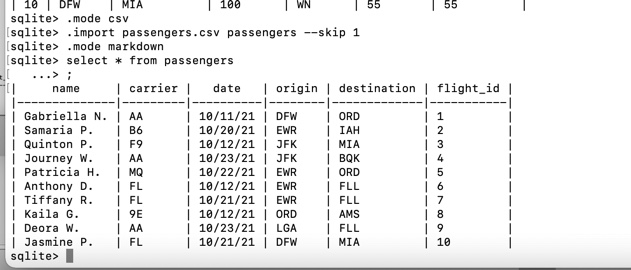 | 10 | DFW | MIA | 100 | WN | 55 | 55 |
sqlite> .mode csv
[sqlite> .import passengers.csv passengers --skip 1
[sqlite> .mode markdown
[sqlite> select * from passengers
[ ...> ;
| name | carrier | date | origin | destination | flight_id |
|--------------|---------|----------|--------|-------------|-----------|
| Gabriella N. | AA | 10/11/21 | DFW | ORD | 1 |
| Samaria P. | B6 | 10/20/21 | EWR | IAH | 2 |
| Quinton P. | F9 | 10/12/21 | JFK | MIA | 3 |
| Journey W. | AA | 10/23/21 | JFK | BQK | 4 |
| Patricia H. | MQ | 10/22/21 | EWR | ORD | 5 |
| Anthony D. | FL | 10/12/21 | EWR | FLL | 6 |
| Tiffany R. | FL | 10/21/21 | EWR | FLL | 7 |
| Kaila G. | 9E | 10/12/21 | ORD | AMS | 8 |
| Deora W. | AA | 10/23/21 | LGA | FLL | 9 |
| Jasmine P. | FL | 10/21/21 | DFW | MIA | 10 |
sqlite>